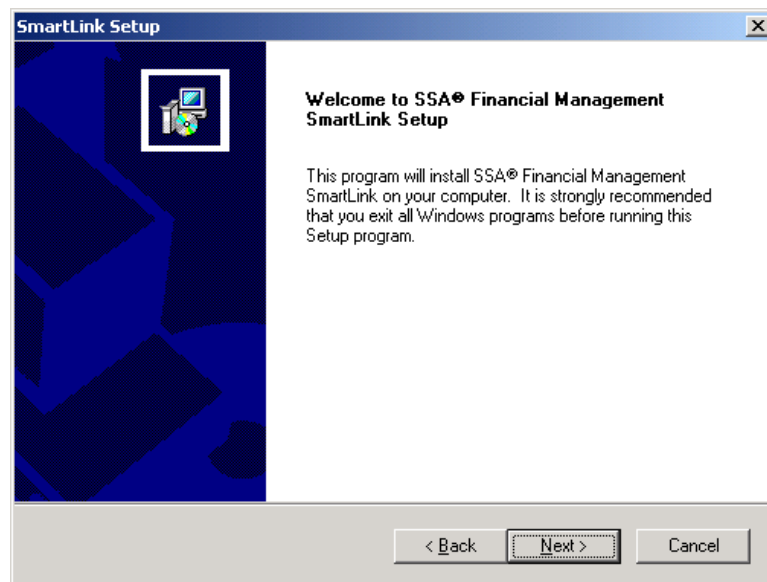 SmartLink Setup
Welcome to SSA® Financial Management
SmartLink Setup
This program will install SSA® Financial Management
SmartLink on your computer. It is strongly recommended
that you exit all Windows programs before running this
Setup program.
< Back
Next >
Cancel